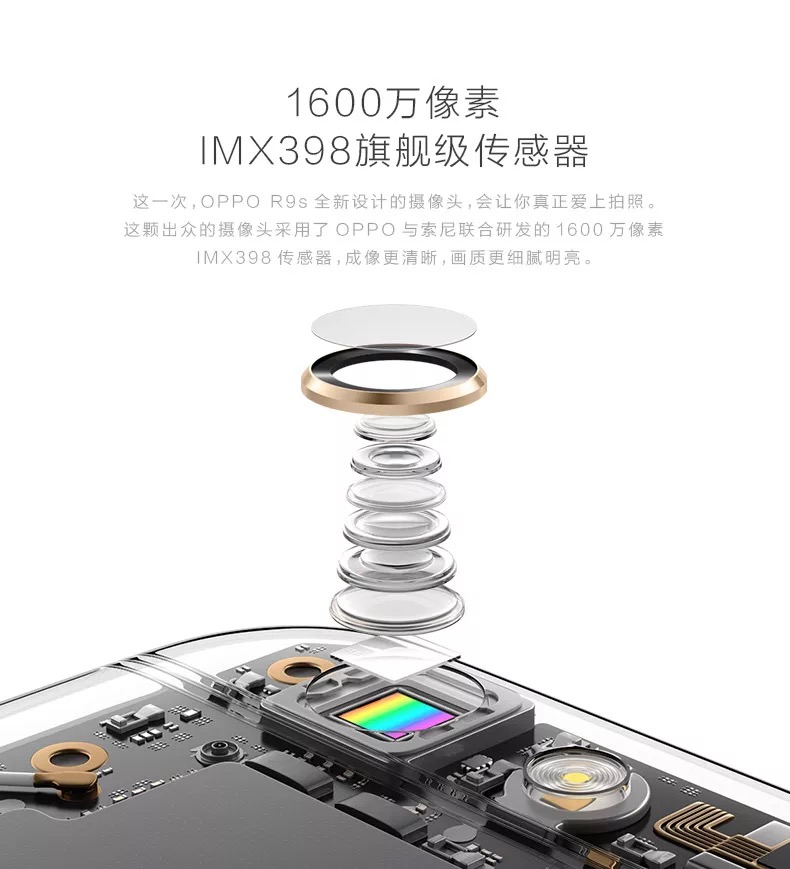 1600万像素
IMX398旗舰级传感器
这一次,OPPO R9s 全新设计的摄像头,会让你真正爱上拍照。
这颗出众的摄像头采用了 OPPO 与索尼联合研发的 1600 万像素
IMX398 传感器,成像更清晰,画质更细腻明亮。